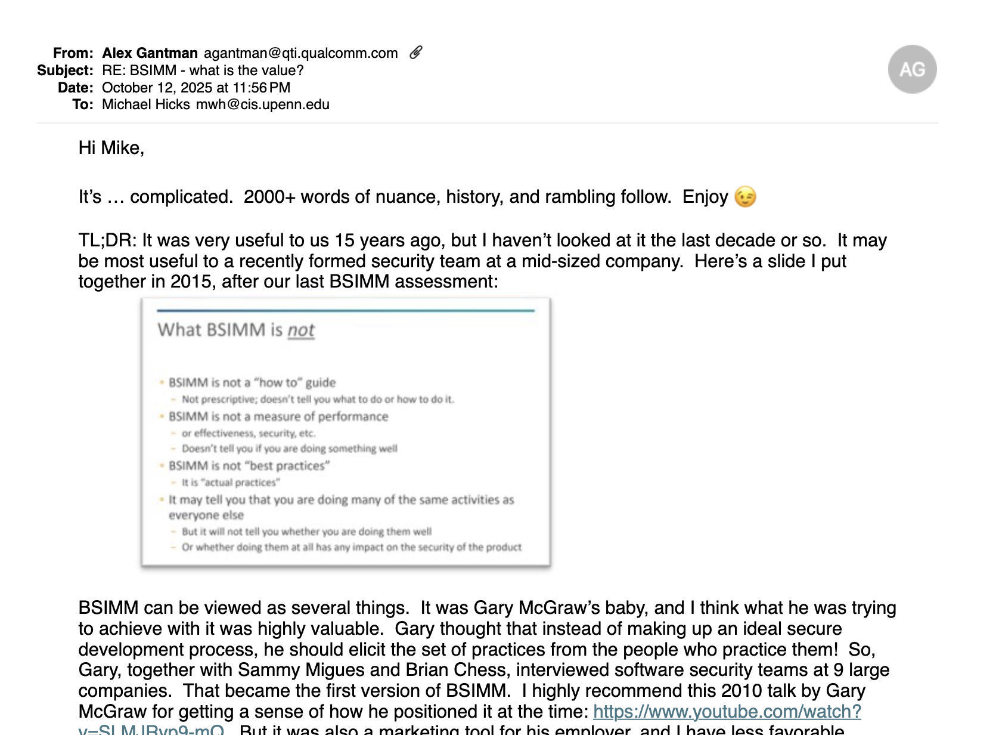 From: Alex Gantman agantman@qti.qualcomm.com
Subject: RE: BSIMM - what is the value?
Date: October 12, 2025 at 11:56 PM
To: Michael Hicks mwh@cis.upenn.edu
AG
Hi Mike,
It’s … complicated.  2000+ words of nuance, history, and rambling follow.  Enjoy 😉
TL;DR: It was very useful to us 15 years ago, but I haven’t looked at it the last decade or so.  It may
be most useful to a recently formed security team at a mid-sized company.  Here’s a slide I put
together in 2015, after our last BSIMM assessment:
What BSIMM is not
• BSIMM is not a “how to” guide
– Not prescriptive; doesn’t tell you what to do or how to do it.
• BSIMM is not a measure of performance
– or effectiveness, security, etc.
– Doesn’t tell you if you are doing something well
• BSIMM is not “best practices”
– It is “actual practices”
• It may tell you that you are doing many of the same activities as
everyone else
– But it will not tell you whether you are doing them well
– Or whether doing them at all has any impact on the security of the product
BSIMM can be viewed as several things.  It was Gary McGraw’s baby, and I think what he was trying
to achieve with it was highly valuable.  Gary thought that instead of making up an ideal secure
development process, he should elicit the set of practices from the people who practice them!  So,
Gary, together with Sammy Migues and Brian Chess, interviewed software security teams at 9 large
companies.  That became the first version of BSIMM.  I highly recommend this 2010 talk by Gary
McGraw for getting a sense of how he positioned it at the time: https://www.youtube.com/watch?
But it was also a marketing tool for his employer, and I have less favorable